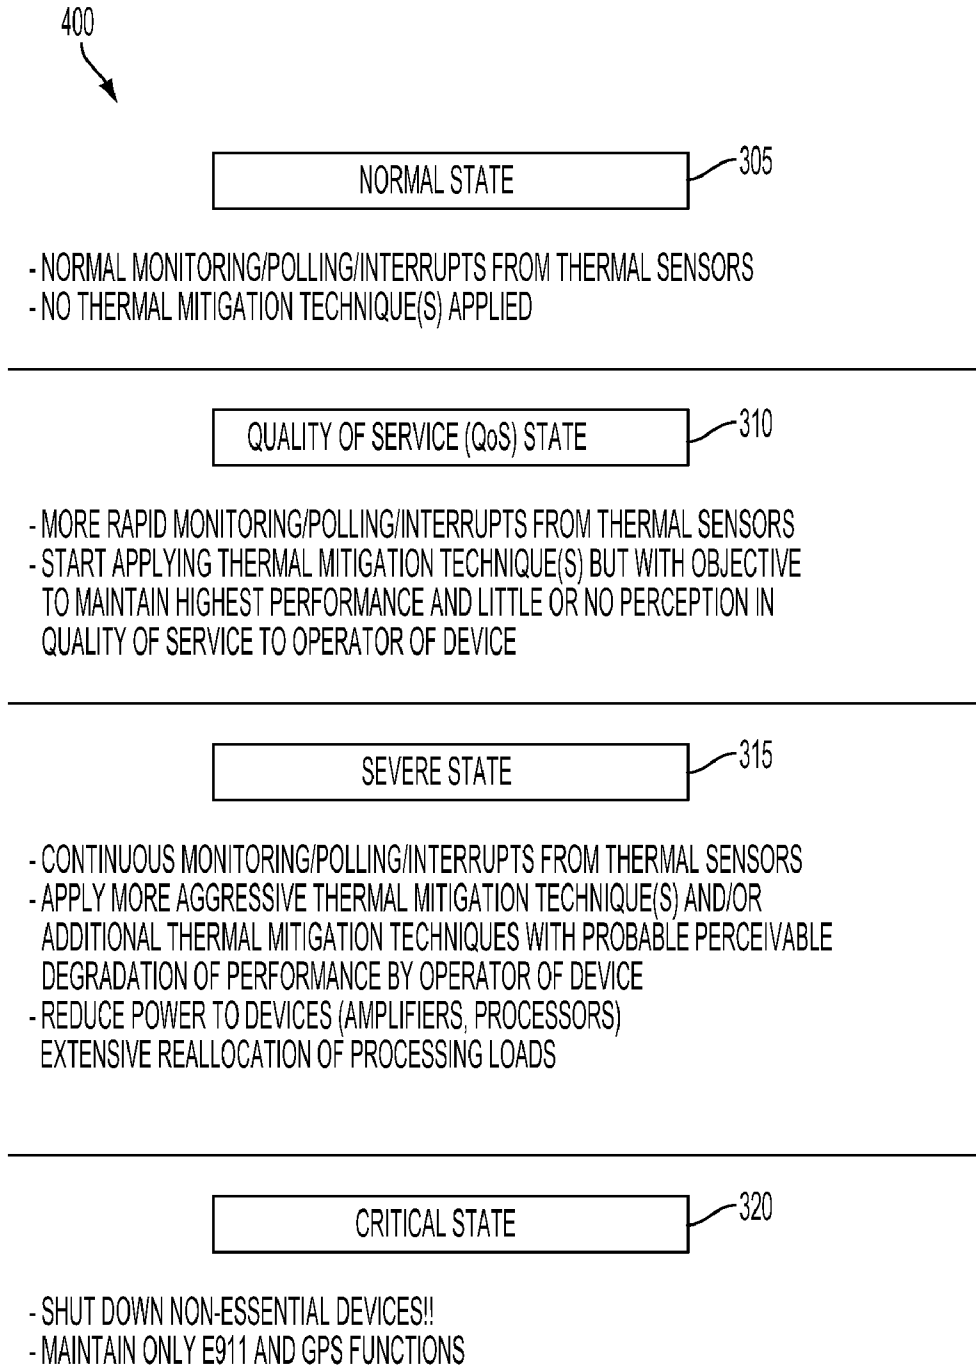 400
NORMAL STATE
305
- NORMAL MONITORING/POLLING/INTERRUPTS FROM THERMAL SENSORS
- NO THERMAL MITIGATION TECHNIQUE(S) APPLIED
QUALITY OF SERVICE (QoS) STATE
310
- MORE RAPID MONITORING/POLLING/INTERRUPTS FROM THERMAL SENSORS
- START APPLYING THERMAL MITIGATION TECHNIQUE(S) BUT WITH OBJECTIVE
TO MAINTAIN HIGHEST PERFORMANCE AND LITTLE OR NO PERCEPTION IN
QUALITY OF SERVICE TO OPERATOR OF DEVICE
SEVERE STATE
315
- CONTINUOUS MONITORING/POLLING/INTERRUPTS FROM THERMAL SENSORS
- APPLY MORE AGGRESSIVE THERMAL MITIGATION TECHNIQUE(S) AND/OR
ADDITIONAL THERMAL MITIGATION TECHNIQUES WITH PROBABLE PERCEIVABLE
DEGRADATION OF PERFORMANCE BY OPERATOR OF DEVICE
- REDUCE POWER TO DEVICES (AMPLIFIERS, PROCESSORS)
EXTENSIVE REALLOCATION OF PROCESSING LOADS
CRITICAL STATE
320
- SHUT DOWN NON-ESSENTIAL DEVICES!!
- MAINTAIN ONLY E911 AND GPS FUNCTIONS